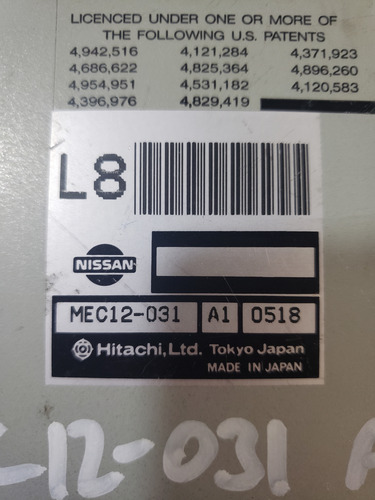 LICENCED UNDER ONE OR MORE OF
THE FOLLOWING U.S. PATENTS
4,942,516 4,121,284 4,371,923
4,686,622 4,825,364 4,896,260
4,954,951 4,531,182 4,120,583
4,396,976 4,829,419
L8
NISSAN
MEC12-031 A1 0518
Hitachi, Ltd. Tokyo Japan
MADE IN JAPAN
-12-031 A